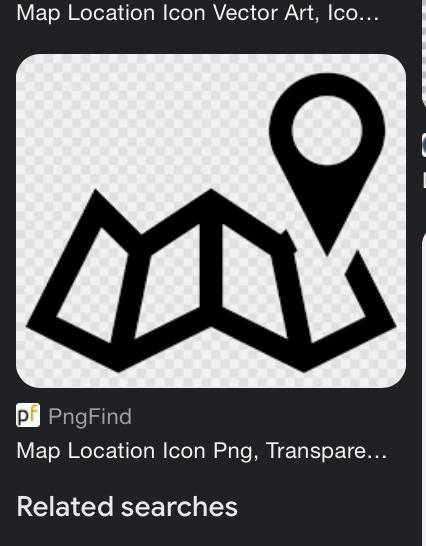 Map Location Icon Vector Art, Ico...
pf PngFind
Map Location Icon Png, Transpare...
Related searches